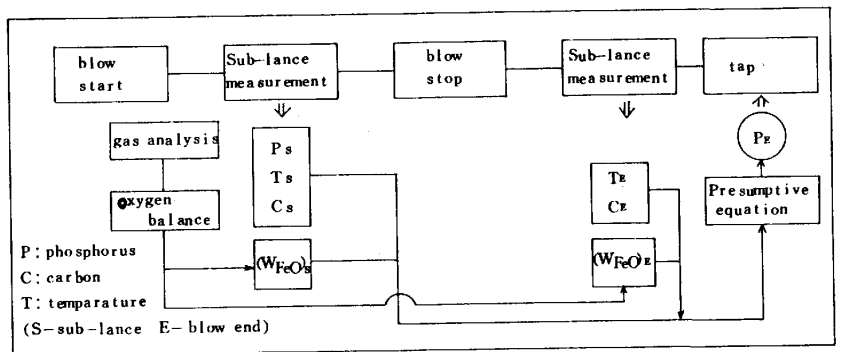 blow
start
Sub-lance
measurement
blow
stop
Sub-lance
measurement
tap
gas analysis
oxygen
balance
Ps
Ts
Cs
(WFeO)s
TE
CE
(WFeO)E
PE
Presumptive
equation
P: phosphorus
C: carbon
T: temparature
(S-sub-lance E-blow end)